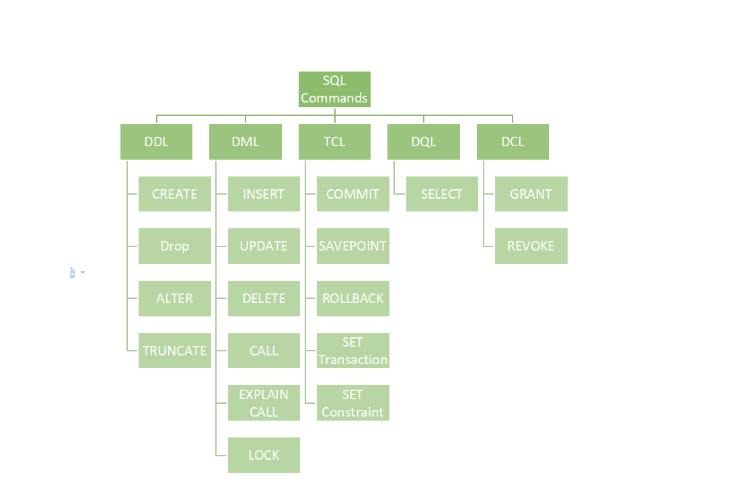 SQL
Commands
DDL
DML
TCL
DQL
DCL
CREATE
INSERT
COMMIT
SELECT
GRANT
Drop
UPDATE
SAVEPOINT
REVOKE
ALTER
DELETE
ROLLBACK
TRUNCATE
CALL
SET
Transaction
EXPLAIN
CALL
SET
Constraint
LOCK